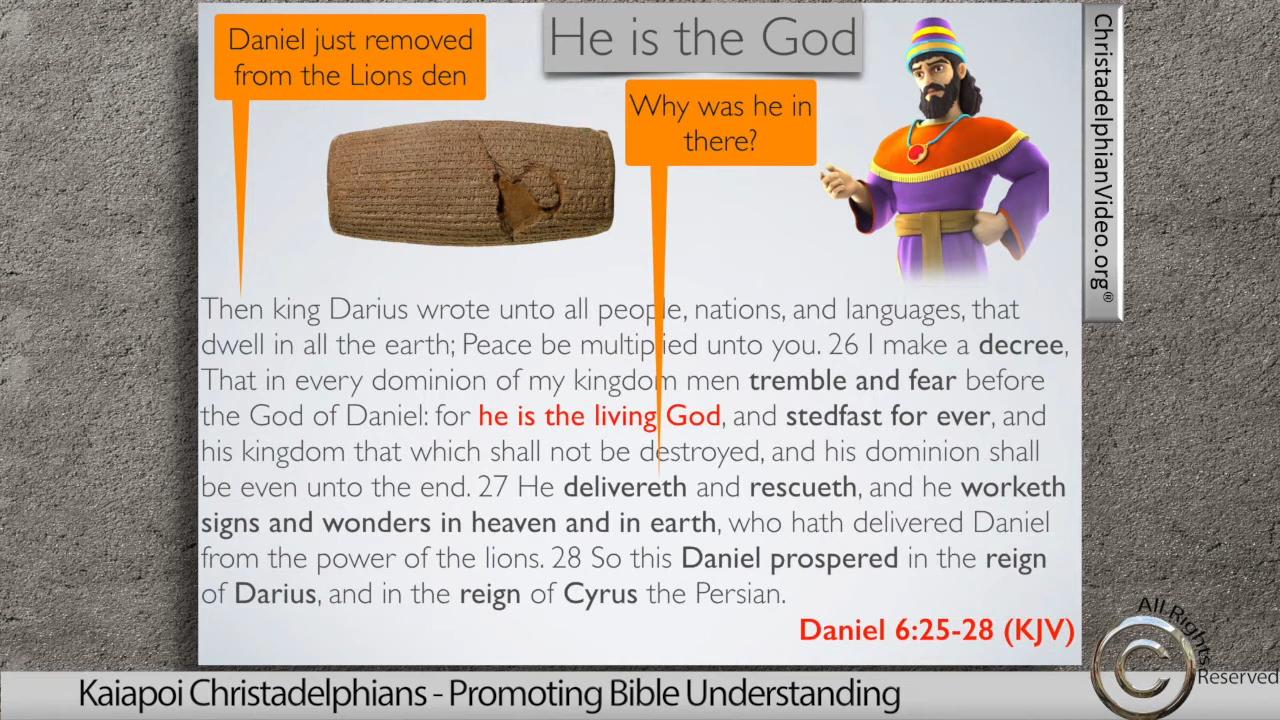 Daniel just removed
from the Lions den
He is the God
Why was he in
there?
ChristadelphianVideo.org®
Then king Darius wrote unto all people, nations, and languages, that
dwell in all the earth; Peace be multiplied unto you. 26 I make a decree,
That in every dominion of my kingdom men tremble and fear before
the God of Daniel: for he is the living God, and stedfast for ever, and
his kingdom that which shall not be destroyed, and his dominion shall
be even unto the end. 27 He delivereth and rescueth, and he worketh
signs and wonders in heaven and in earth, who hath delivered Daniel
from the power of the lions. 28 So this Daniel prospered in the reign
of Darius, and in the reign of Cyrus the Persian.
Daniel 6:25-28 (KJV)
All Rights
©
Reserved
Kaiapoi Christadelphians - Promoting Bible Understanding